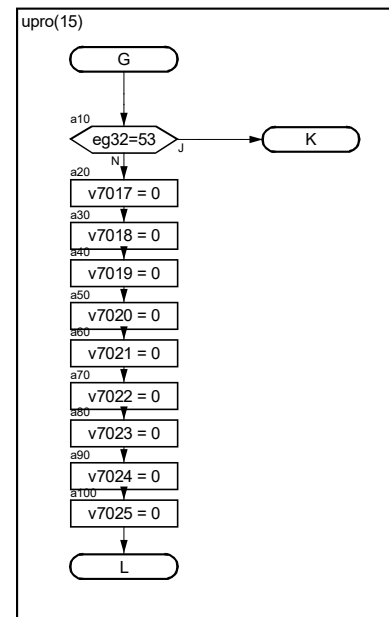 upro(15)
G
a10
eg32=53
J
K
N
a20
v7017 = 0
a30
v7018 = 0
a40
v7019 = 0
a50
v7020 = 0
a60
v7021 = 0
a70
v7022 = 0
a80
v7023 = 0
a90
v7024 = 0
a100
v7025 = 0
L